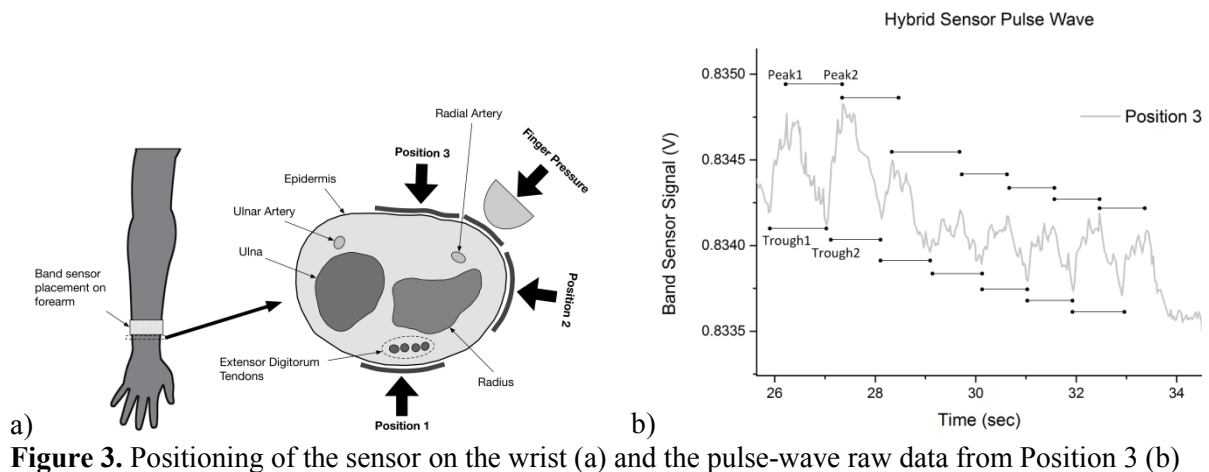 Radial Artery
Position 3
Finger Pressure
Epidermis
Ulnar Artery
Ulna
Band sensor
placement on
forearm
Position 2
Extensor Digitorum
Tendons
Radius
Position 1
a)
Hybrid Sensor Pulse Wave
Band Sensor Signal (V)
0.8350
0.8345
0.8340
0.8335
Peak1
Peak2
Position 3
Trough1
Trough2
26
28
30
32
34
Time (sec)
b)
Figure 3. Positioning of the sensor on the wrist (a) and the pulse-wave raw data from Position 3 (b)